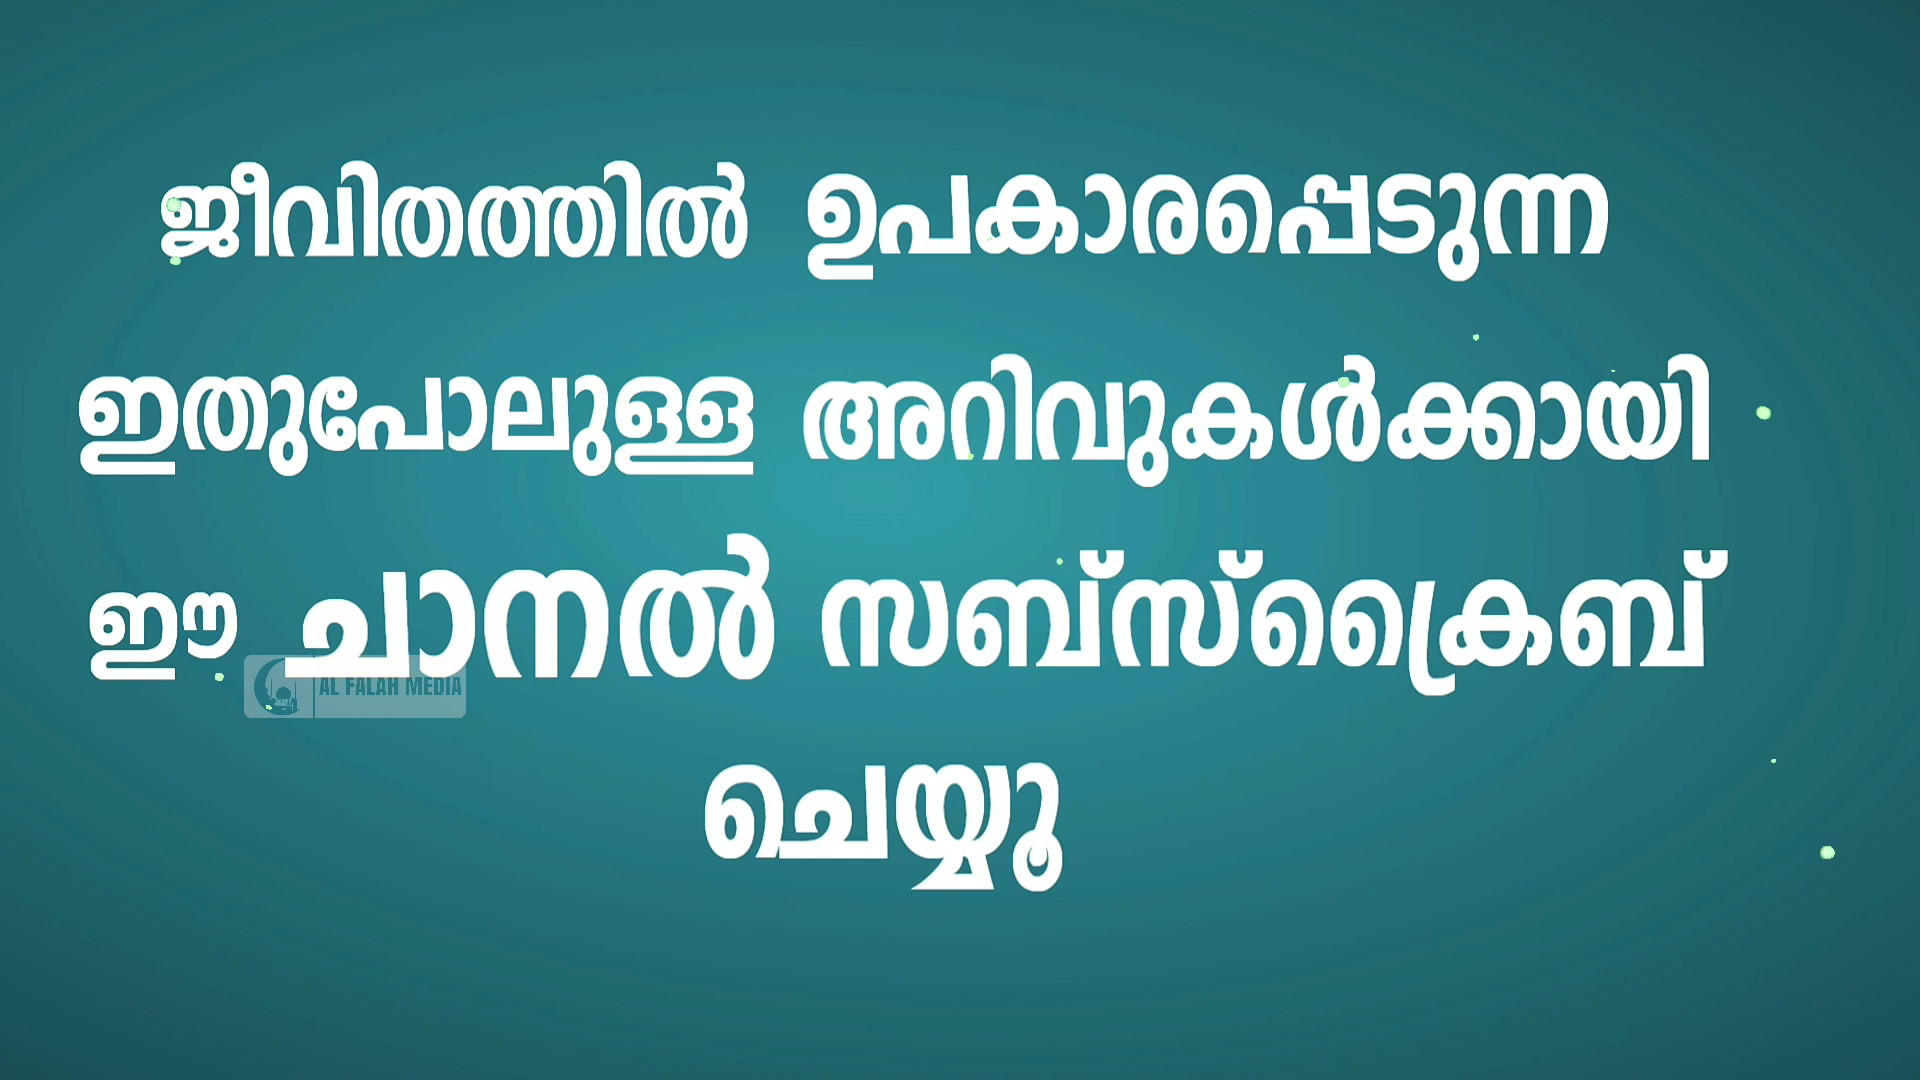 ജീവിതത്തിൽ ഉപകാരപ്പെടുന്ന
ഇതുപോലുള്ള അറിവുകൾക്കായി
ഈ ചാനൽ സബ്സ്ക്രൈബ്
AL FALAH MEDIA
ചെയ്യൂ